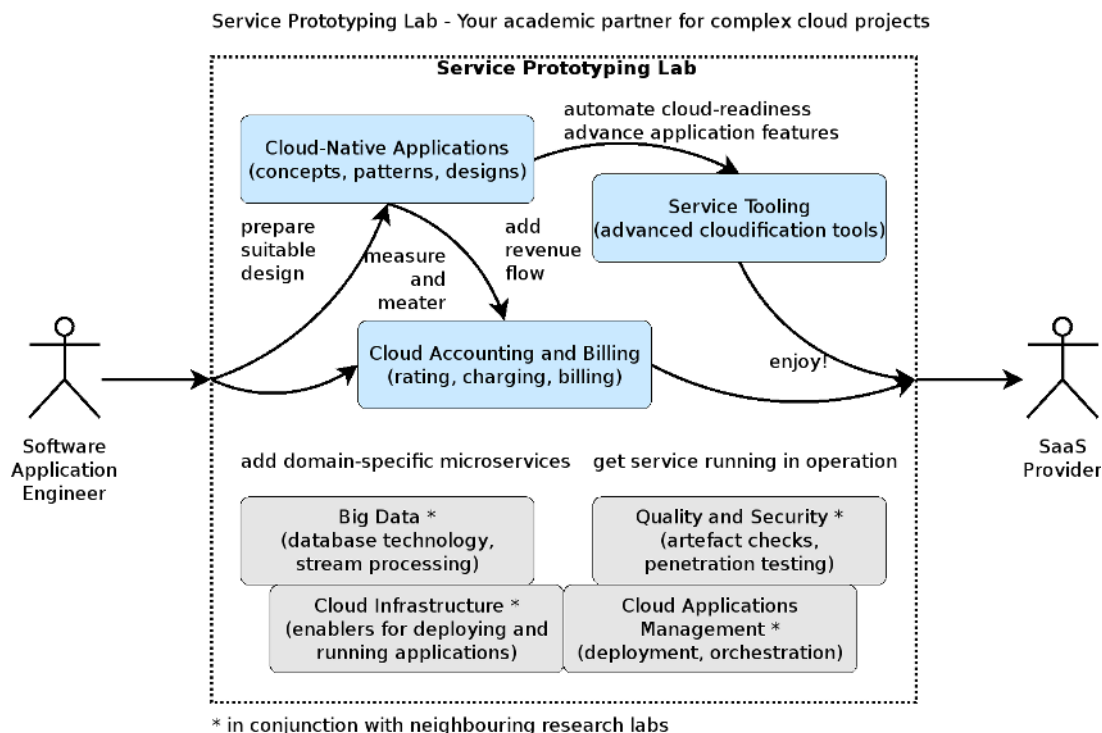 Service Prototyping Lab - Your academic partner for complex cloud projects
Service Prototyping Lab
automate cloud-readiness
advance application features
Cloud-Native Applications
(concepts, patterns, designs)
Service Tooling
(advanced cloudification tools)
prepare
suitable
design
measure and
meater
add
revenue
flow
Cloud Accounting and Billing
(rating, charging, billing)
enjoy!
Software
Application
Engineer
SaaS
Provider
add domain-specific microservices
get service running in operation
Big Data *
(database technology,
stream processing)
Quality and Security *
(artefact checks,
penetration testing)
Cloud Infrastructure *
(enablers for deploying and
running applications)
Cloud Applications
Management *
(deployment, orchestration)
* in conjunction with neighbouring research labs